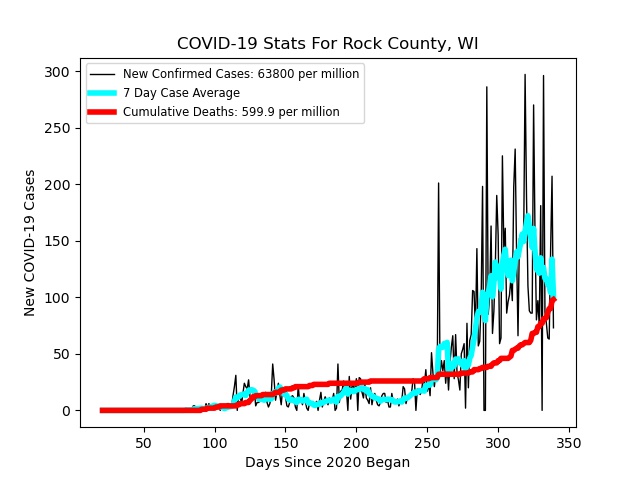 COVID-19 Stats For Rock County, WI
New Confirmed Cases: 63800 per million
7 Day Case Average
Cumulative Deaths: 599.9 per million
New COVID-19 Cases
300
250
200
150
100
50
0
50 100 150 200 250 300 350
Days Since 2020 Began